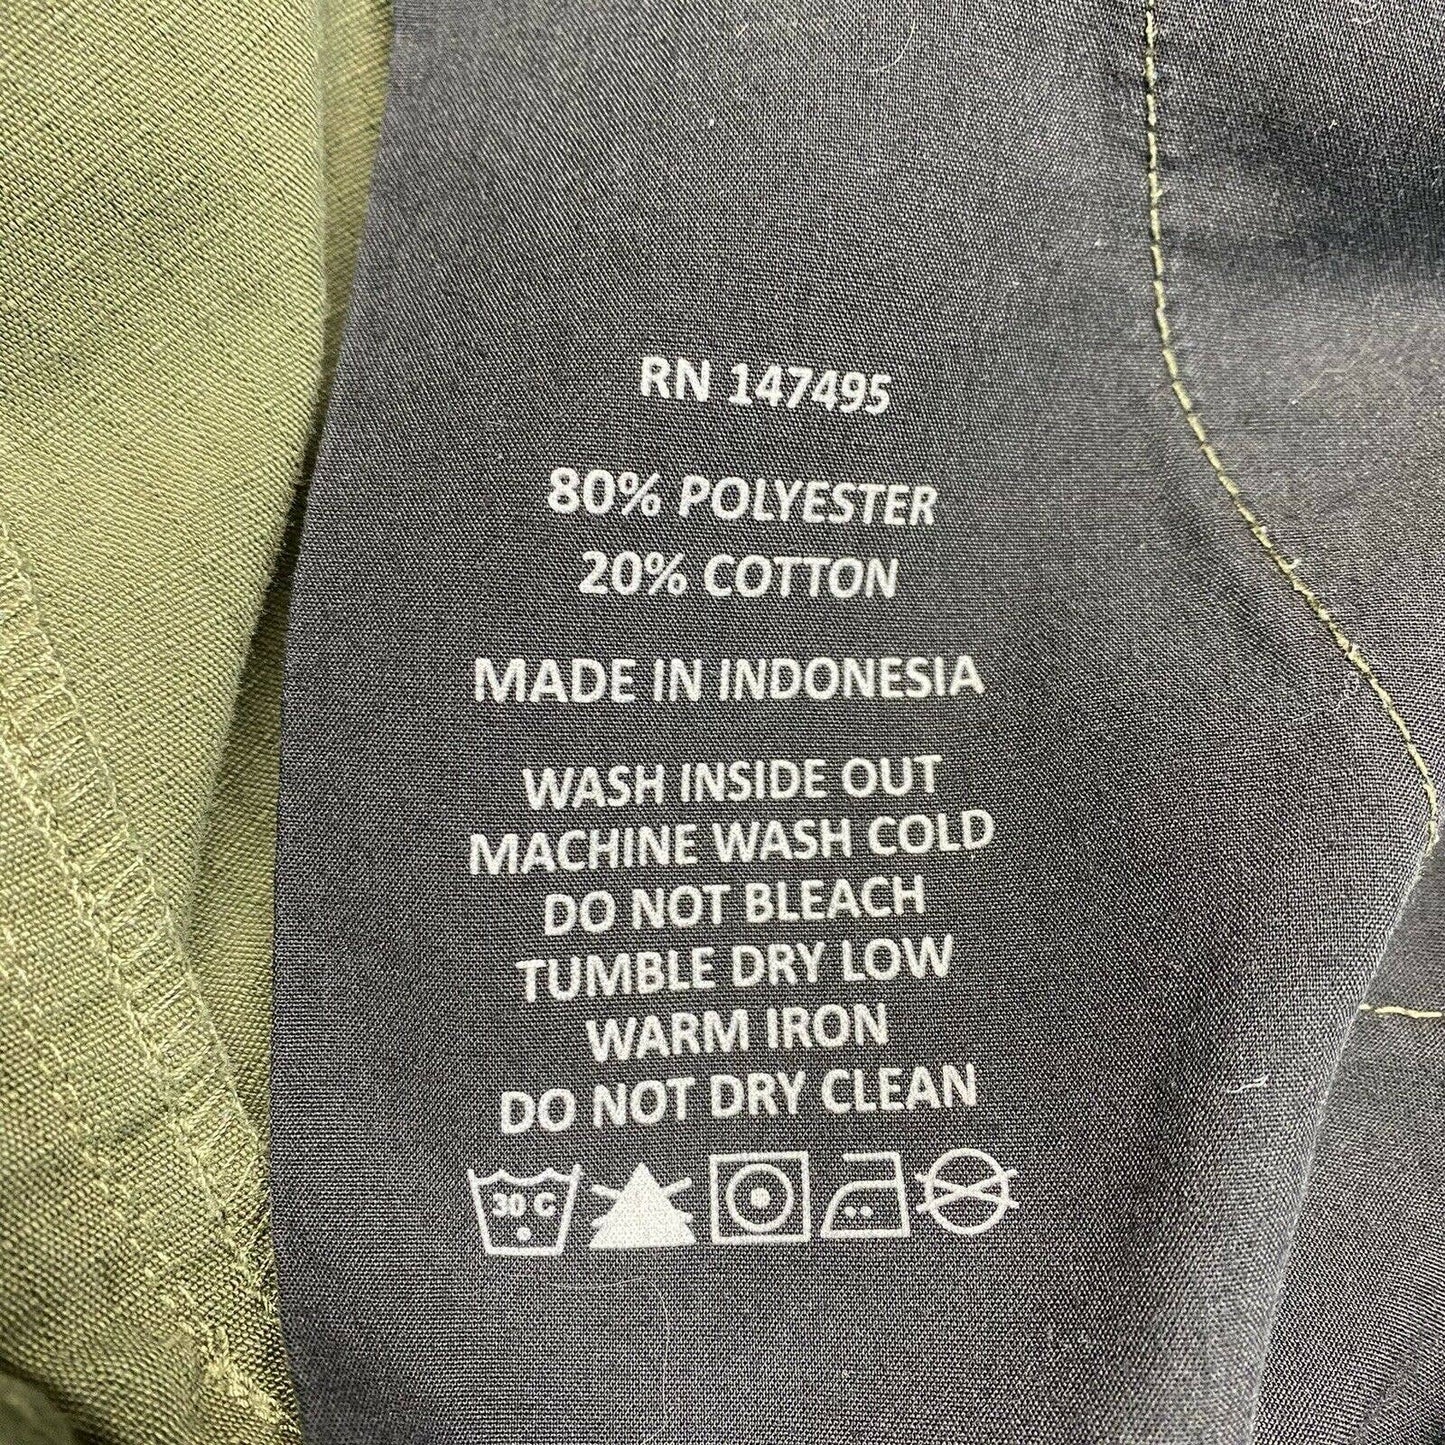 RN 147495
80% POLYESTER
20% COTTON
MADE IN INDONESIA
WASH INSIDE OUT
MACHINE WASH COLD
DO NOT BLEACH
TUMBLE DRY LOW
WARM IRON
DO NOT DRY CLEAN
30 C